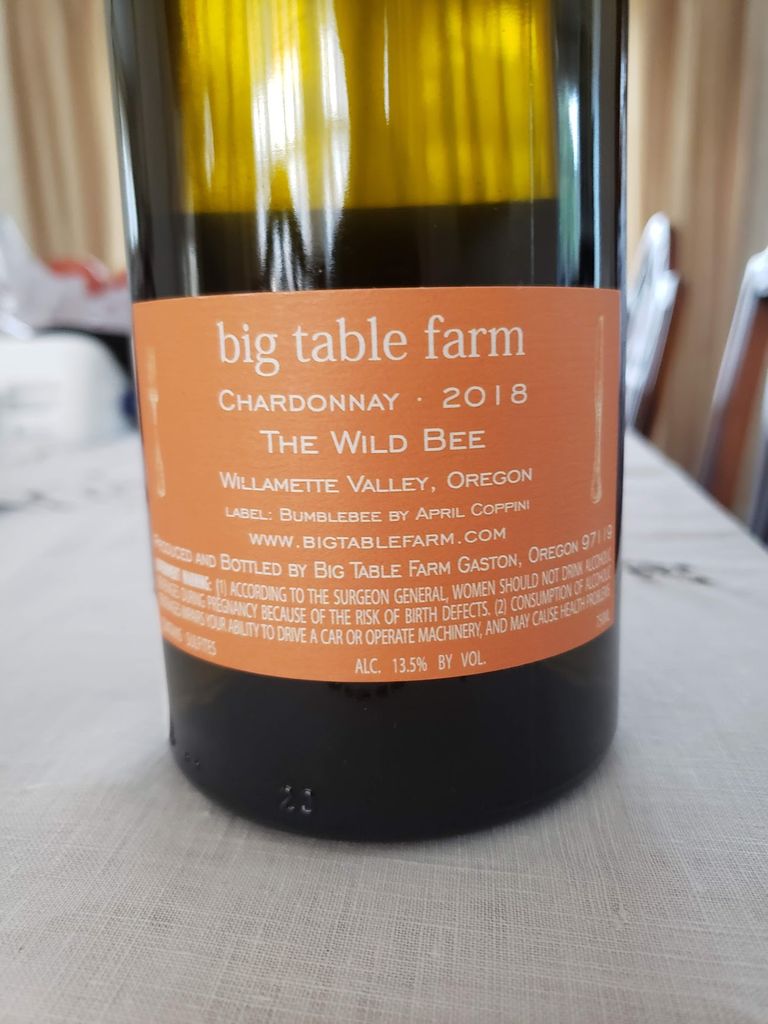 big table farm
CHARDONNAY · 2018
THE WILD BEE
WILLAMETTE VALLEY, OREGON
LABEL: BUMBLEBEE BY APRIL COPPINI
WWW.BIGTABLEFARM.COM
PRODUCED AND BOTTLED BY BIG TABLE FARM GASTON, OREGON 97119
WARNING: (1) ACCORDING TO THE SURGEON GENERAL, WOMEN SHOULD NOT DRINK ALCOHOLIC
DURING PREGNANCY BECAUSE OF THE RISK OF BIRTH DEFECTS. (2) CONSUMPTION OF ALCOHOLIC
IMPAIRS YOUR ABILITY TO DRIVE A CAR OR OPERATE MACHINERY, AND MAY CAUSE HEALTH PROBLEMS
SULFITES 750ML
ALC. 13.5% BY VOL.